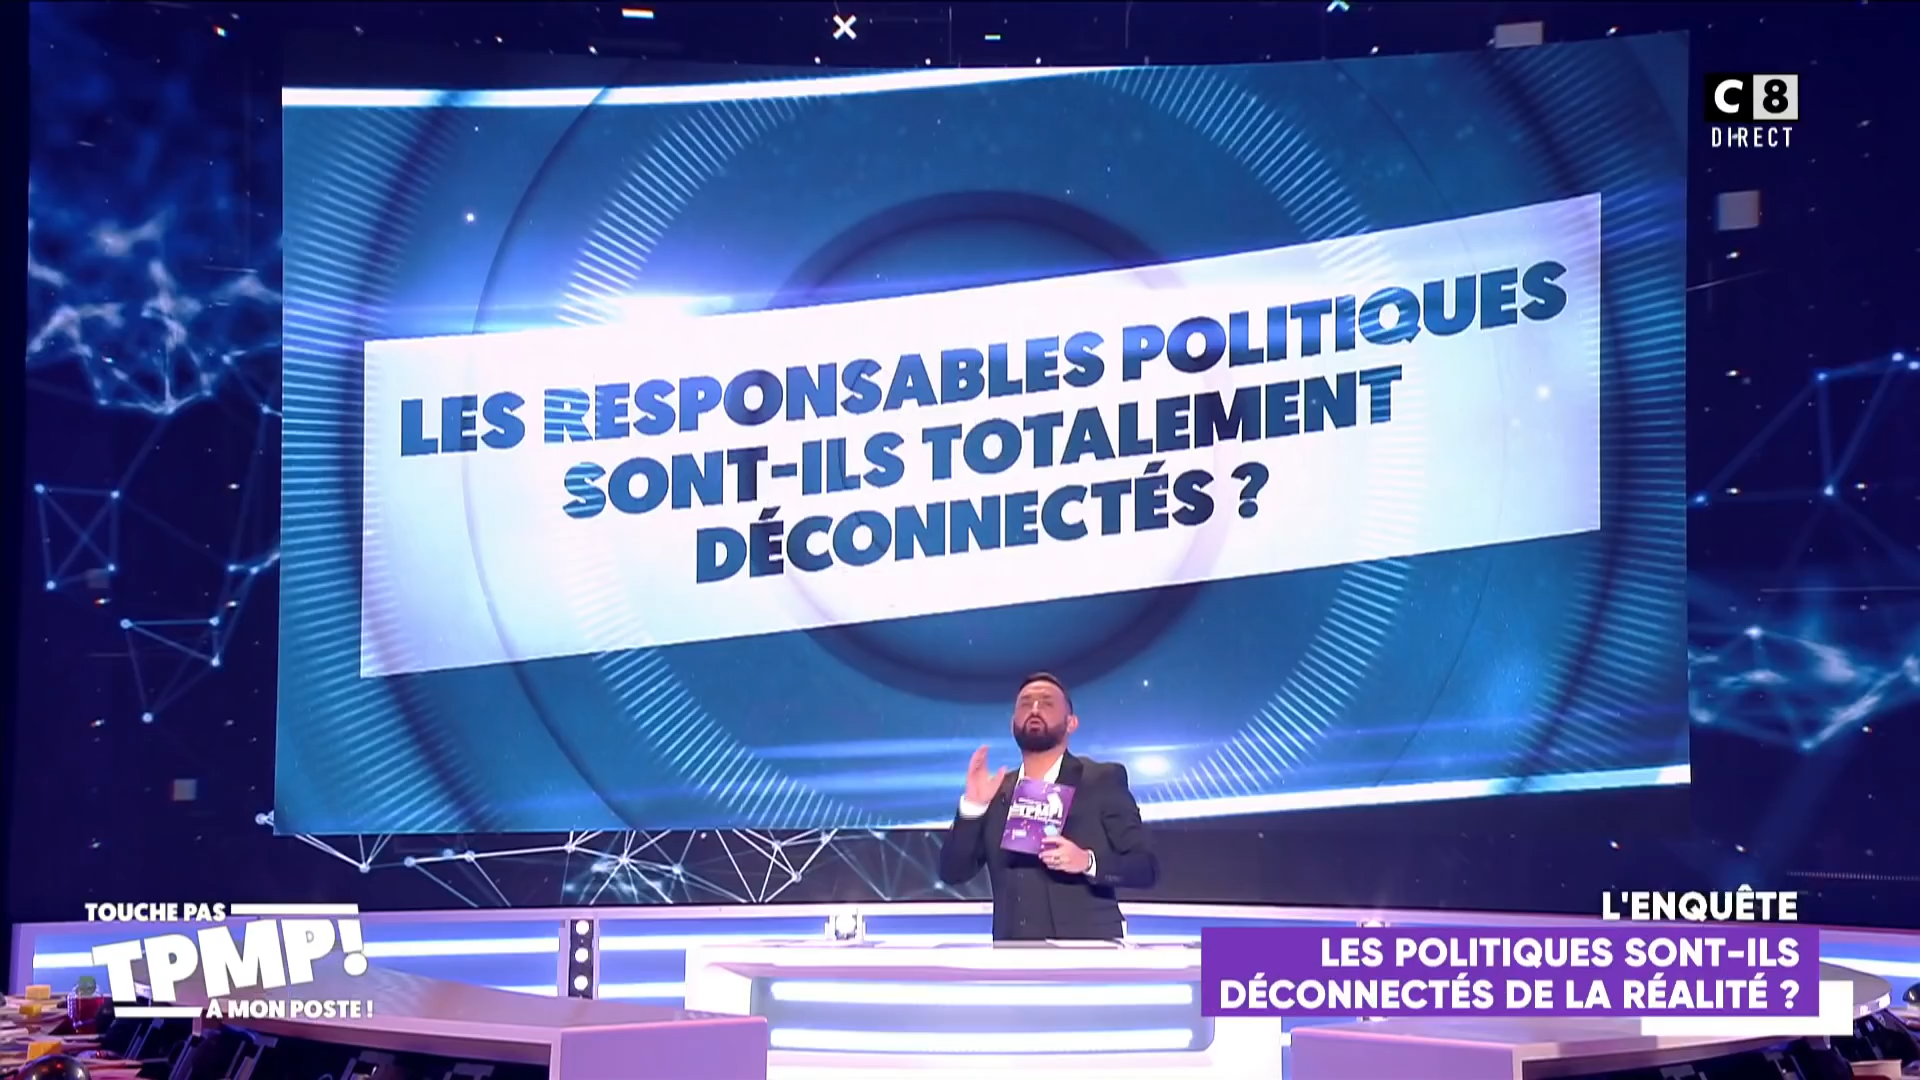 C8
DIRECT
LES RESPONSABLES POLITIQUES
SONT-ILS TOTALEMENT
DÉCONNECTÉS ?
TPMP!
TOUCHE PAS
TPMP!
À MON POSTE !
L'ENQUÊTE
LES POLITIQUES SONT-ILS
DÉCONNECTÉS DE LA RÉALITÉ ?